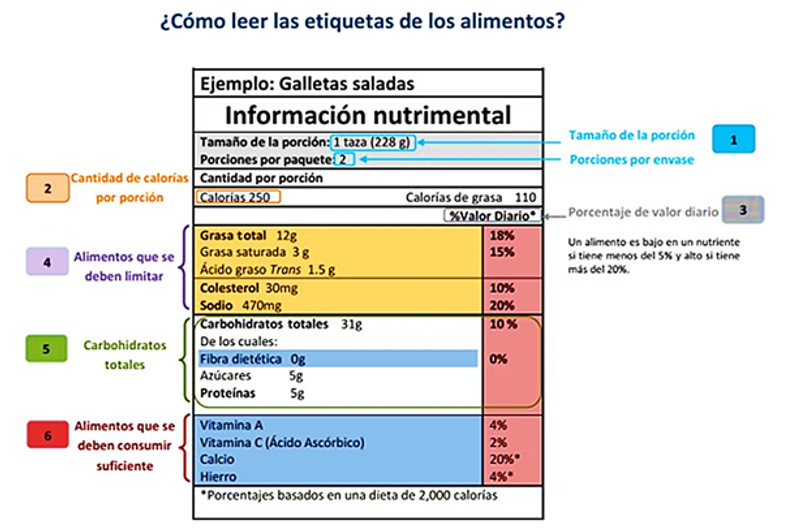 ¿Cómo leer las etiquetas de los alimentos?
Ejemplo: Galletas saladas
Información nutrimental
Tamaño de la porción: 1 taza (228 g)
Porciones por paquete: 2
Tamaño de la porción
1
Porciones por envase
Cantidad por porción
2
Cantidad de calorías
por porción
Calorías 250
Calorías de grasa 110
%Valor Diario*
Porcentaje de valor diario
3
Un alimento es bajo en un nutriente
si tiene menos del 5% y alto si tiene
más del 20%.
4
Alimentos que se
deben limitar
Grasa total 12g 18%
Grasa saturada 3 g 15%
Ácido graso Trans 1.5 g
Colesterol 30mg 10%
Sodio 470mg 20%
5
Carbohidratos
totales
Carbohidratos totales 31g 10 %
De los cuales:
Fibra dietética 0g 0%
Azúcares 5g
Proteínas 5g
6
Alimentos que se
deben consumir
suficiente
Vitamina A 4%
Vitamina C (Ácido Ascórbico) 2%
Calcio 20%*
Hierro 4%*
*Porcentajes basados en una dieta de 2,000 calorías